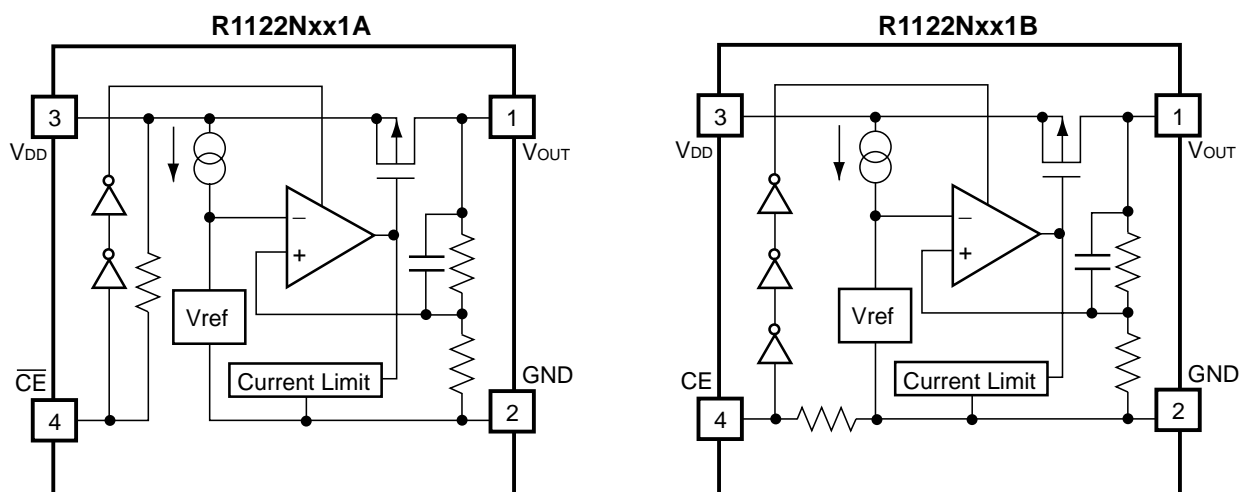 R1122Nxx1A
3
VDD
1
VOUT
−
+
Vref
Current Limit
CE
4
GND
2
R1122Nxx1B
3
VDD
1
VOUT
−
+
Vref
Current Limit
CE
4
GND
2